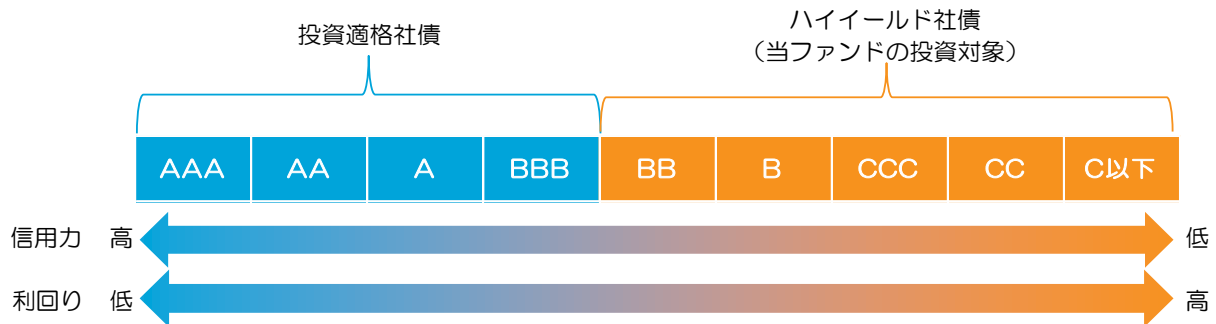 投資適格社債
ハイイールド社債
（当ファンドの投資対象）
AAA AA A BBB BB B CCC CC C以下
信用力 高 低
利回り 低 高